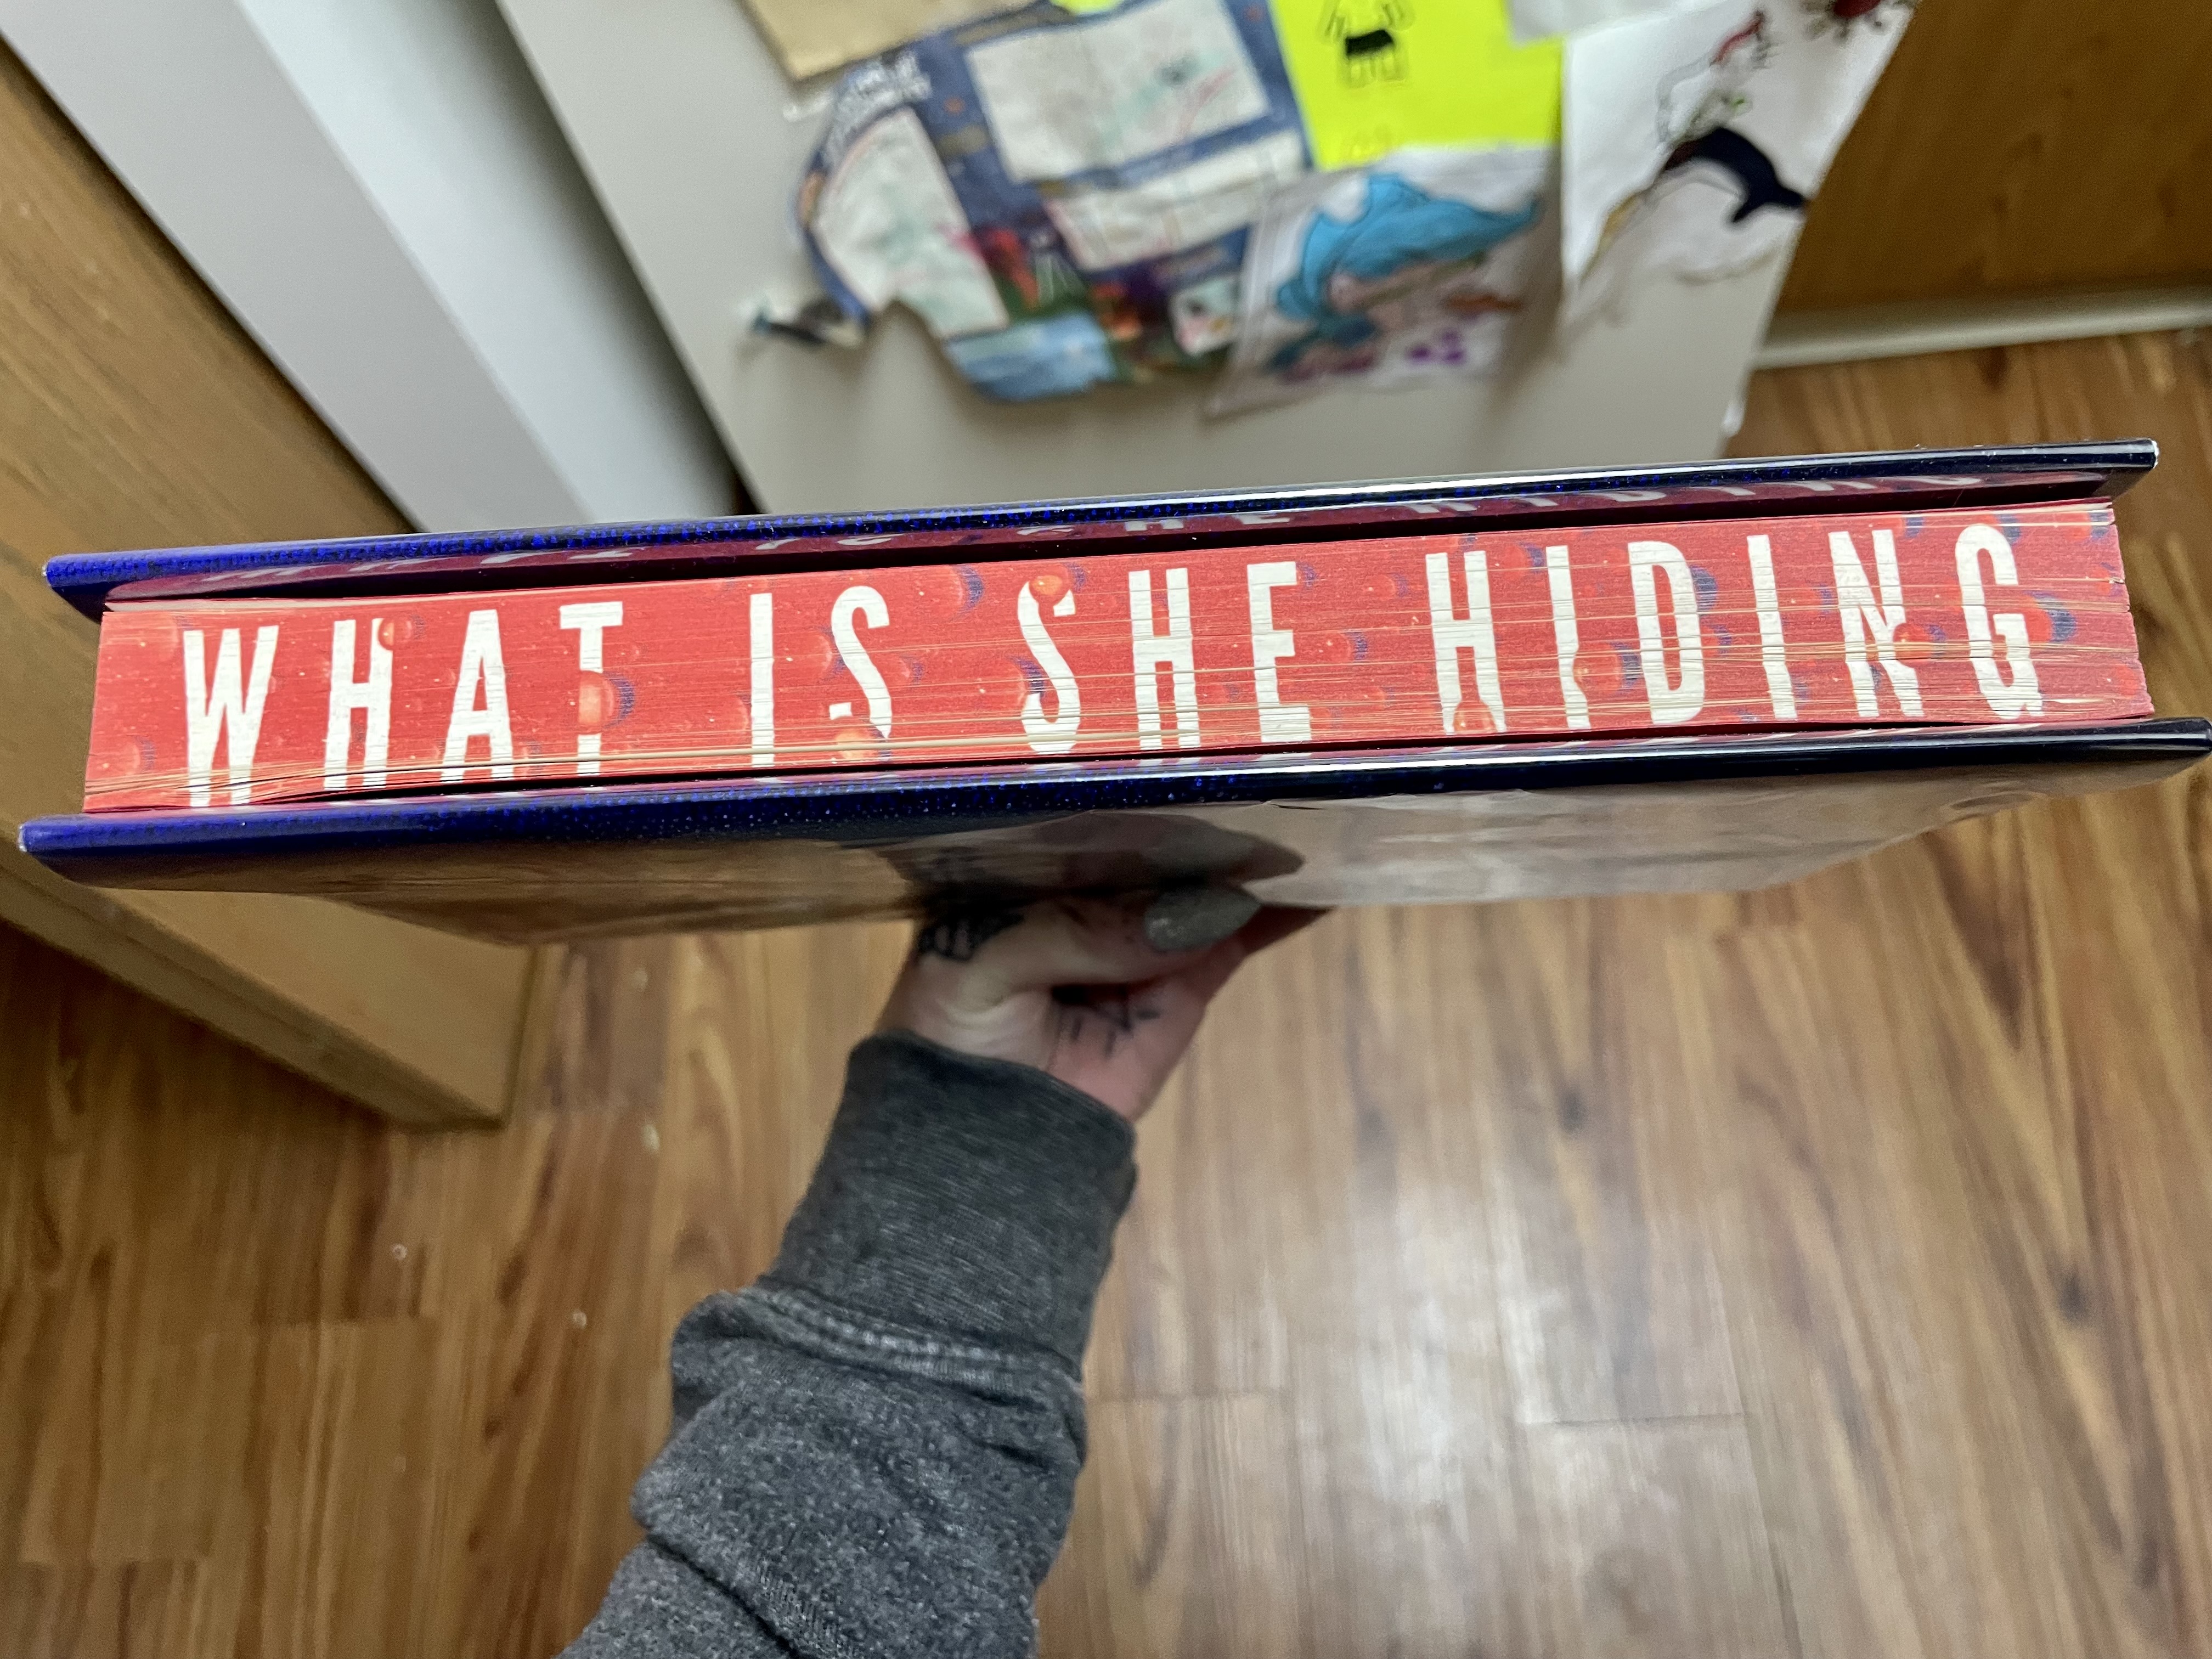 WHAT IS SHE HIDING